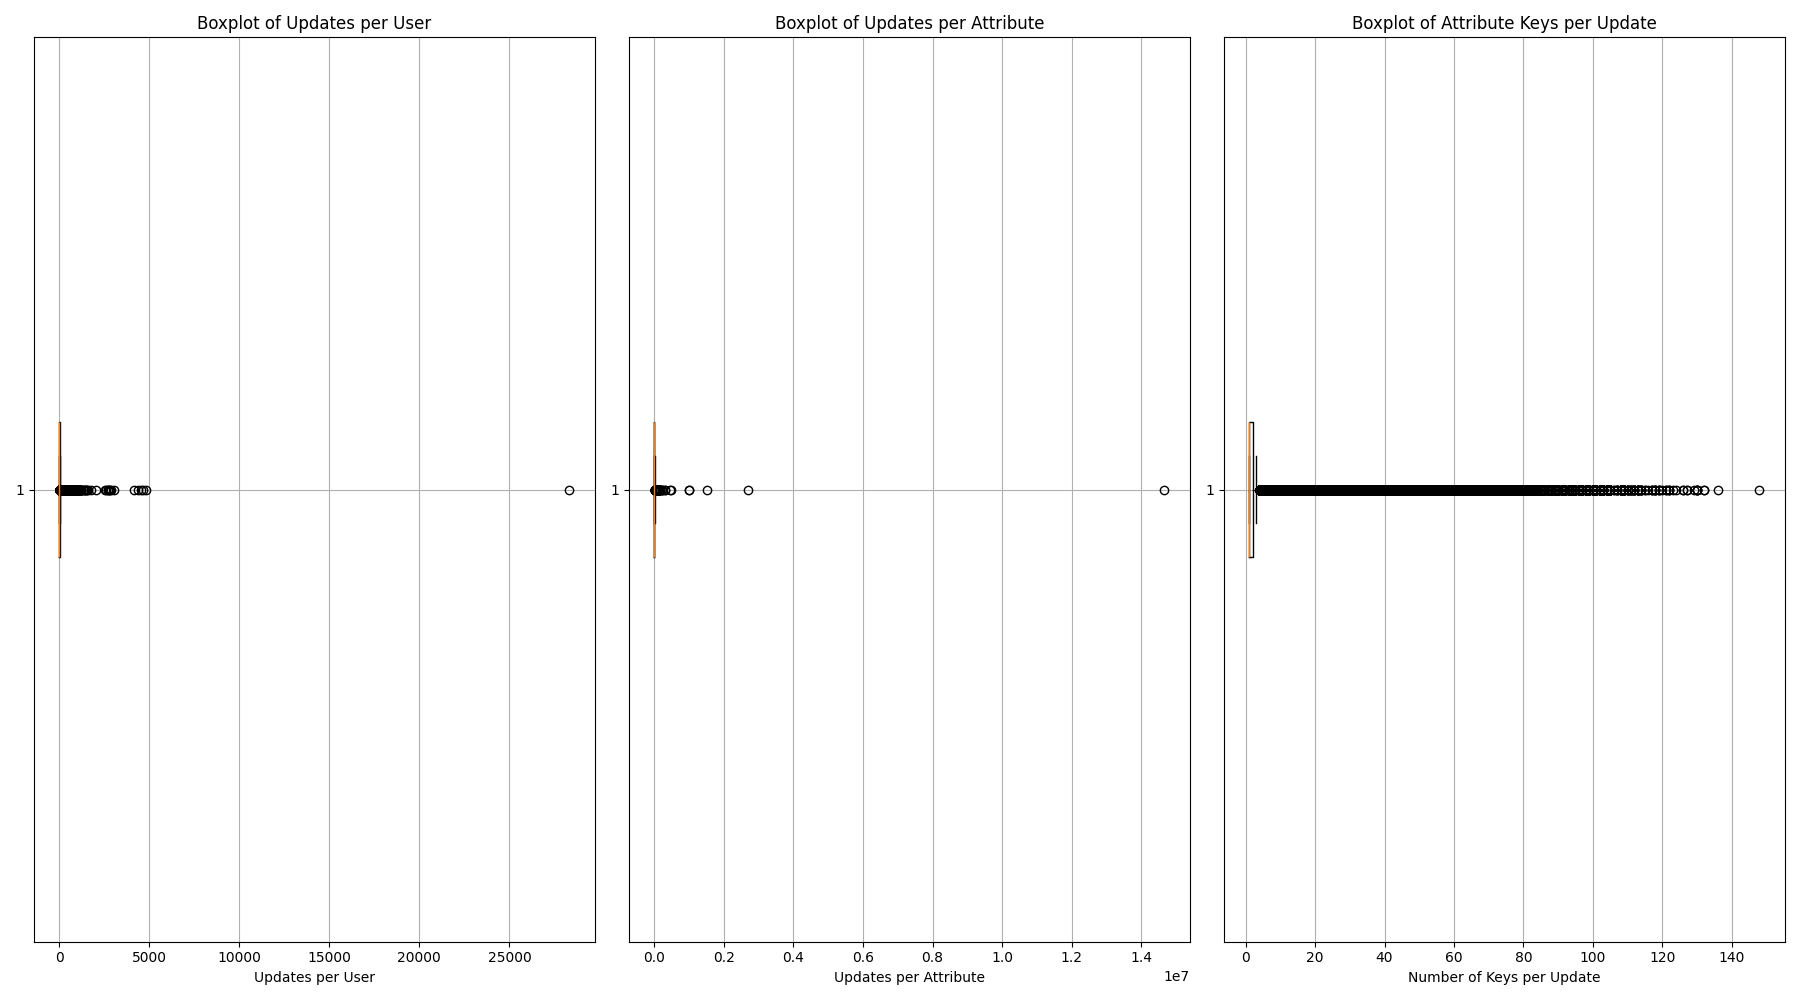 Boxplot of Updates per User
1
0 5000 10000 15000 20000 25000
Updates per User
Boxplot of Updates per Attribute
1
0.0 0.2 0.4 0.6 0.8 1.0 1.2 1.4
1e7
Updates per Attribute
Boxplot of Attribute Keys per Update
1
0 20 40 60 80 100 120 140
Number of Keys per Update